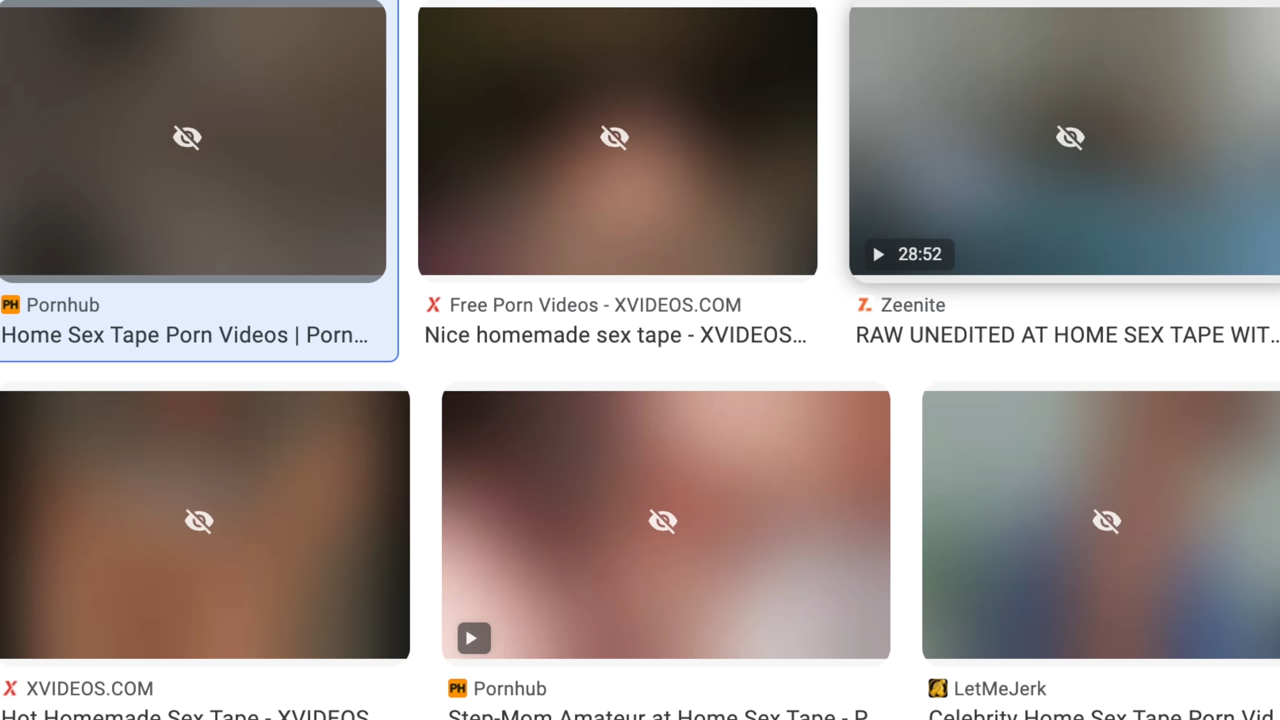 28:52
PH Pornhub
X Free Porn Videos - XVIDEOS.COM
Z. Zeenite
Home Sex Tape Porn Videos | Porn...
Nice homemade sex tape - XVIDEOS...
RAW UNEDITED AT HOME SEX TAPE WIT...
X XVIDEOS.COM
PH Pornhub
LetMeJerk
Hot Homemade Sex Tape - XVIDEOS
Step-Mom Amateur at Home Sex Tape - P
Celebrity Home Sex Tape Porn Vid